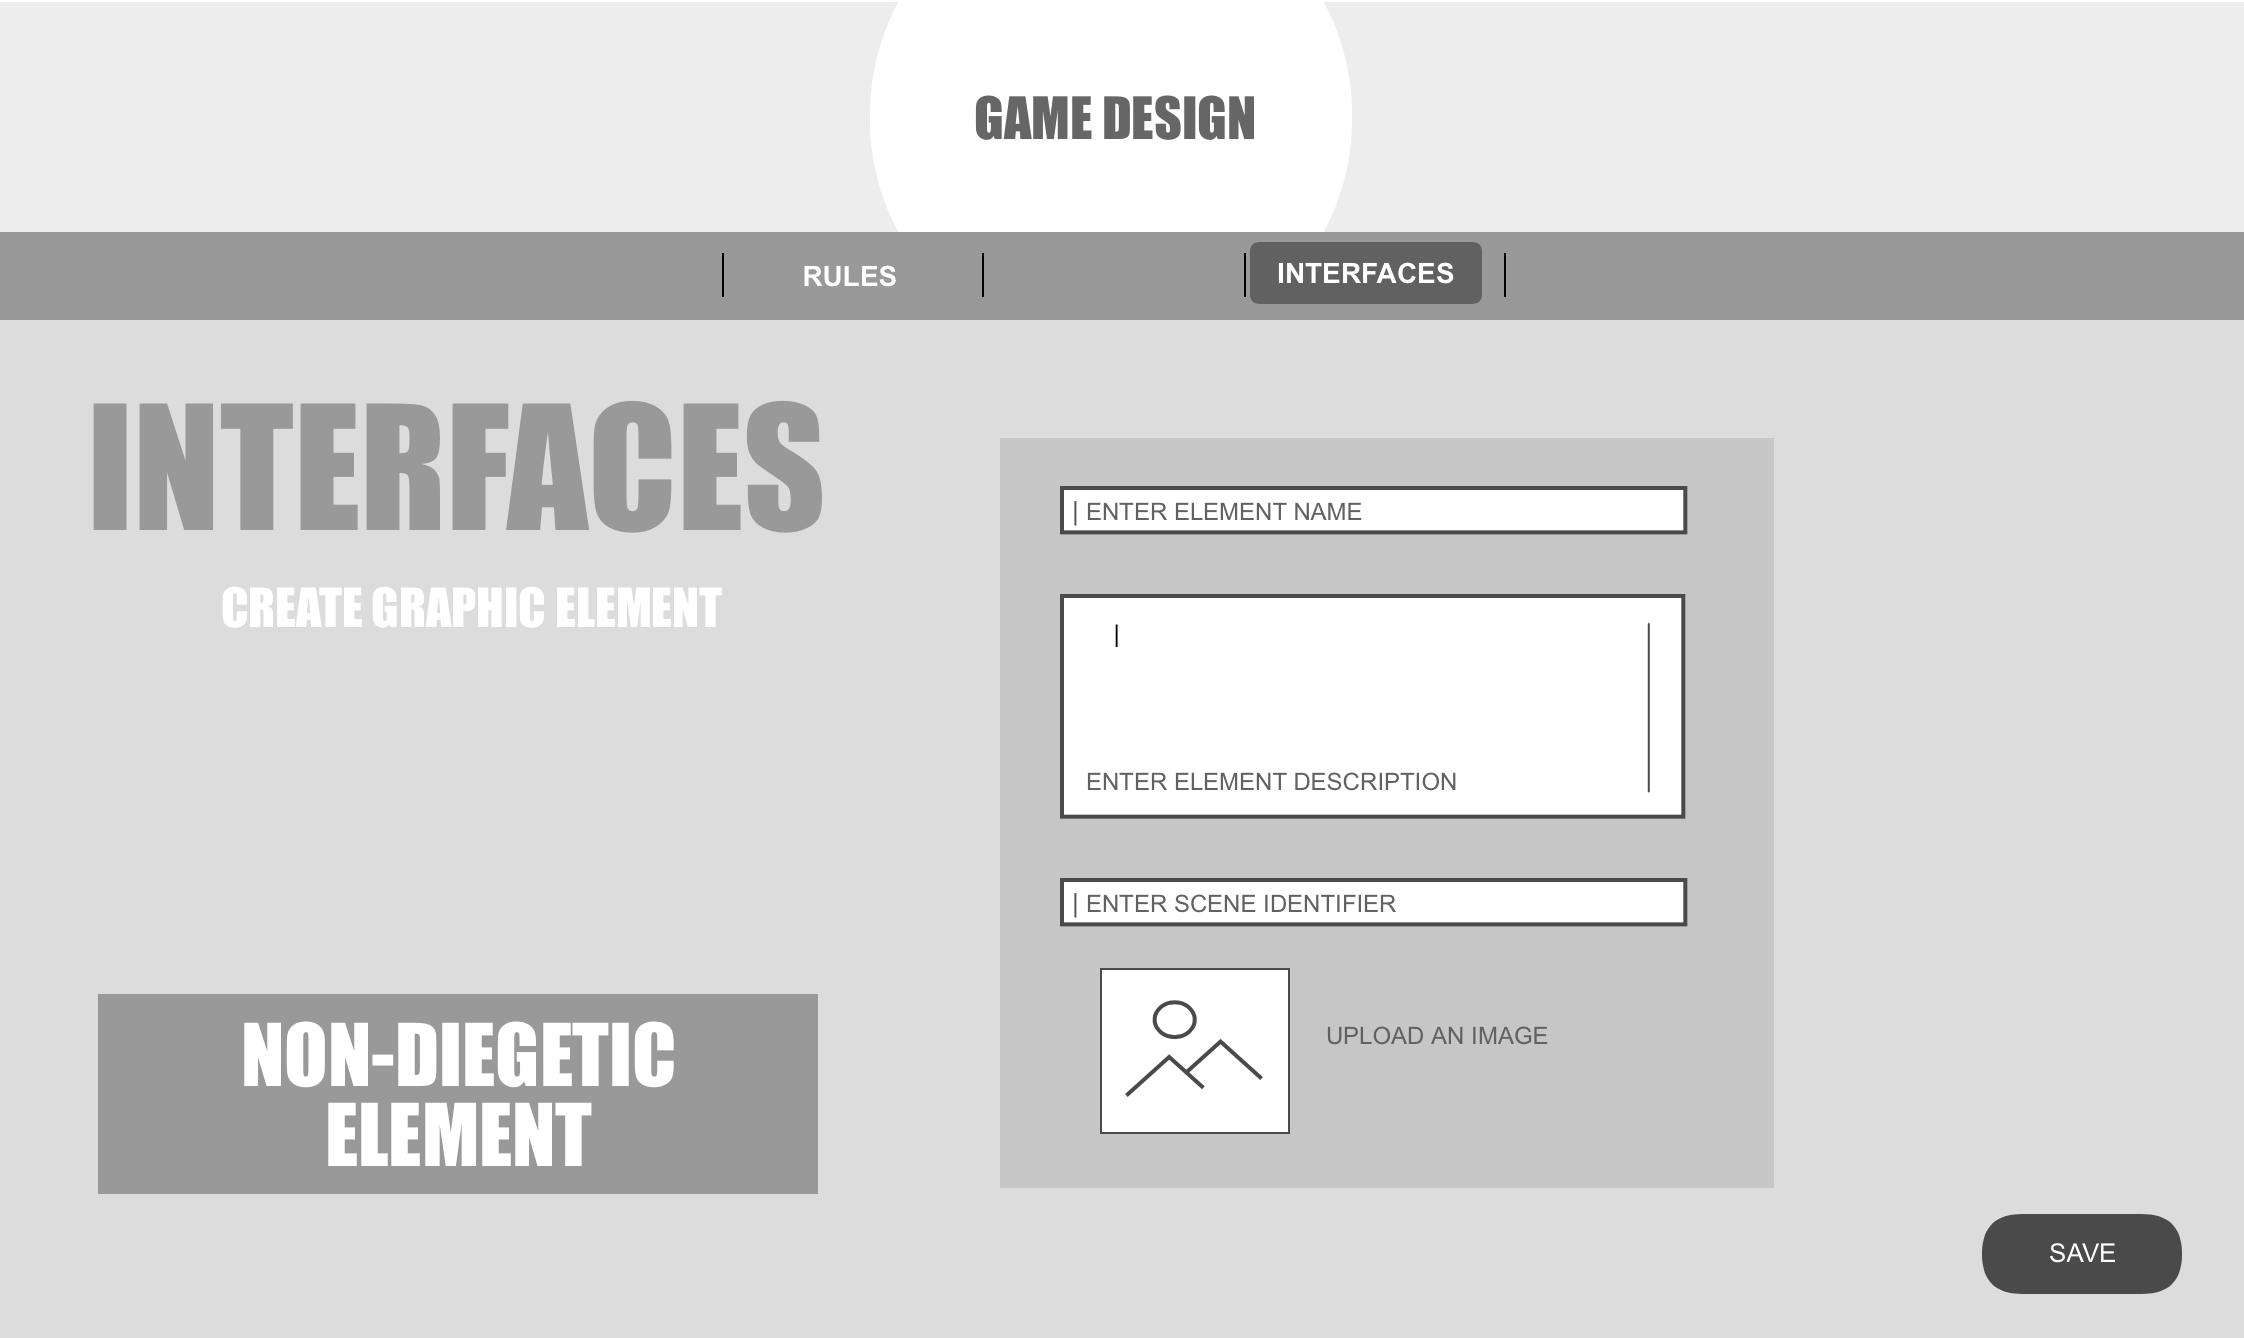 GAME DESIGN
RULES
INTERFACES
INTERFACES
CREATE GRAPHIC ELEMENT
ENTER ELEMENT NAME
ENTER ELEMENT DESCRIPTION
ENTER SCENE IDENTIFIER
UPLOAD AN IMAGE
NON-DIEGETIC
ELEMENT
SAVE